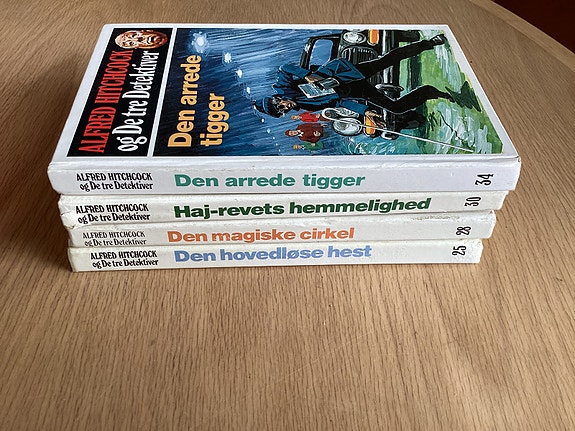 ALFRED HITCHCOCK
og De tre Detektiver
Den arrede
tigger
ALFRED HITCHCOCK
og De tre Detektiver
Den arrede tigger
34
ALFRED HITCHCOCK
og De tre Detektiver
Haj-revets hemmelighed
30
ALFRED HITCHCOCK
og De tre Detektiver
Den magiske cirkel
28
ALFRED HITCHCOCK
og De tre Detektiver
Den hovedløse hest
25